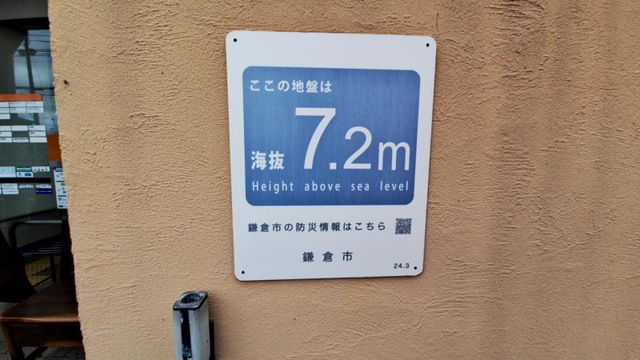 ここの地盤は
海抜 7.2m
Height above sea level
鎌倉市の防災情報はこちら
鎌倉市
24.3